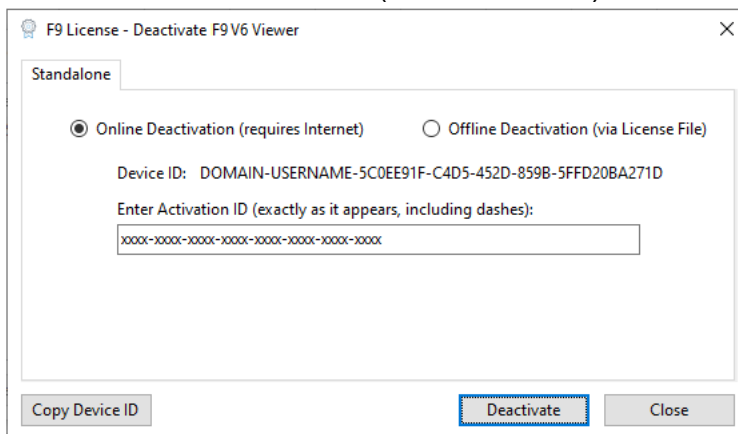 F9 License - Deactivate F9 V6 Viewer
Standalone
Online Deactivation (requires Internet) Offline Deactivation (via License File)
Device ID: DOMAIN-USERNAME-5C0EE91F-C4D5-452D-859B-5FFD20BA271D
Enter Activation ID (exactly as it appears, including dashes):
xxxx-xxxx-xxxx-xxxx-xxxx-xxxx-xxxx-xxxx
Copy Device ID Deactivate Close